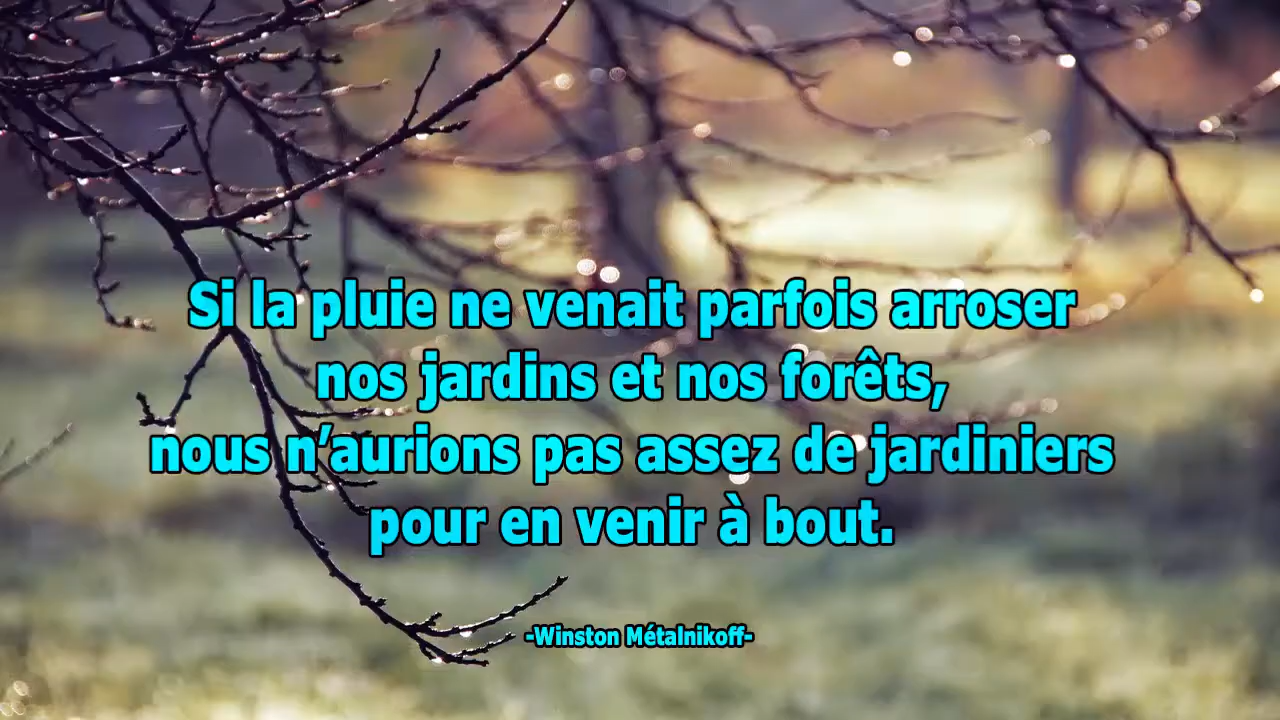 Si la pluie ne venait parfois arroser
nos jardins et nos forêts,
nous n’aurions pas assez de jardiniers
pour en venir à bout.
-Winston Métalnikoff-